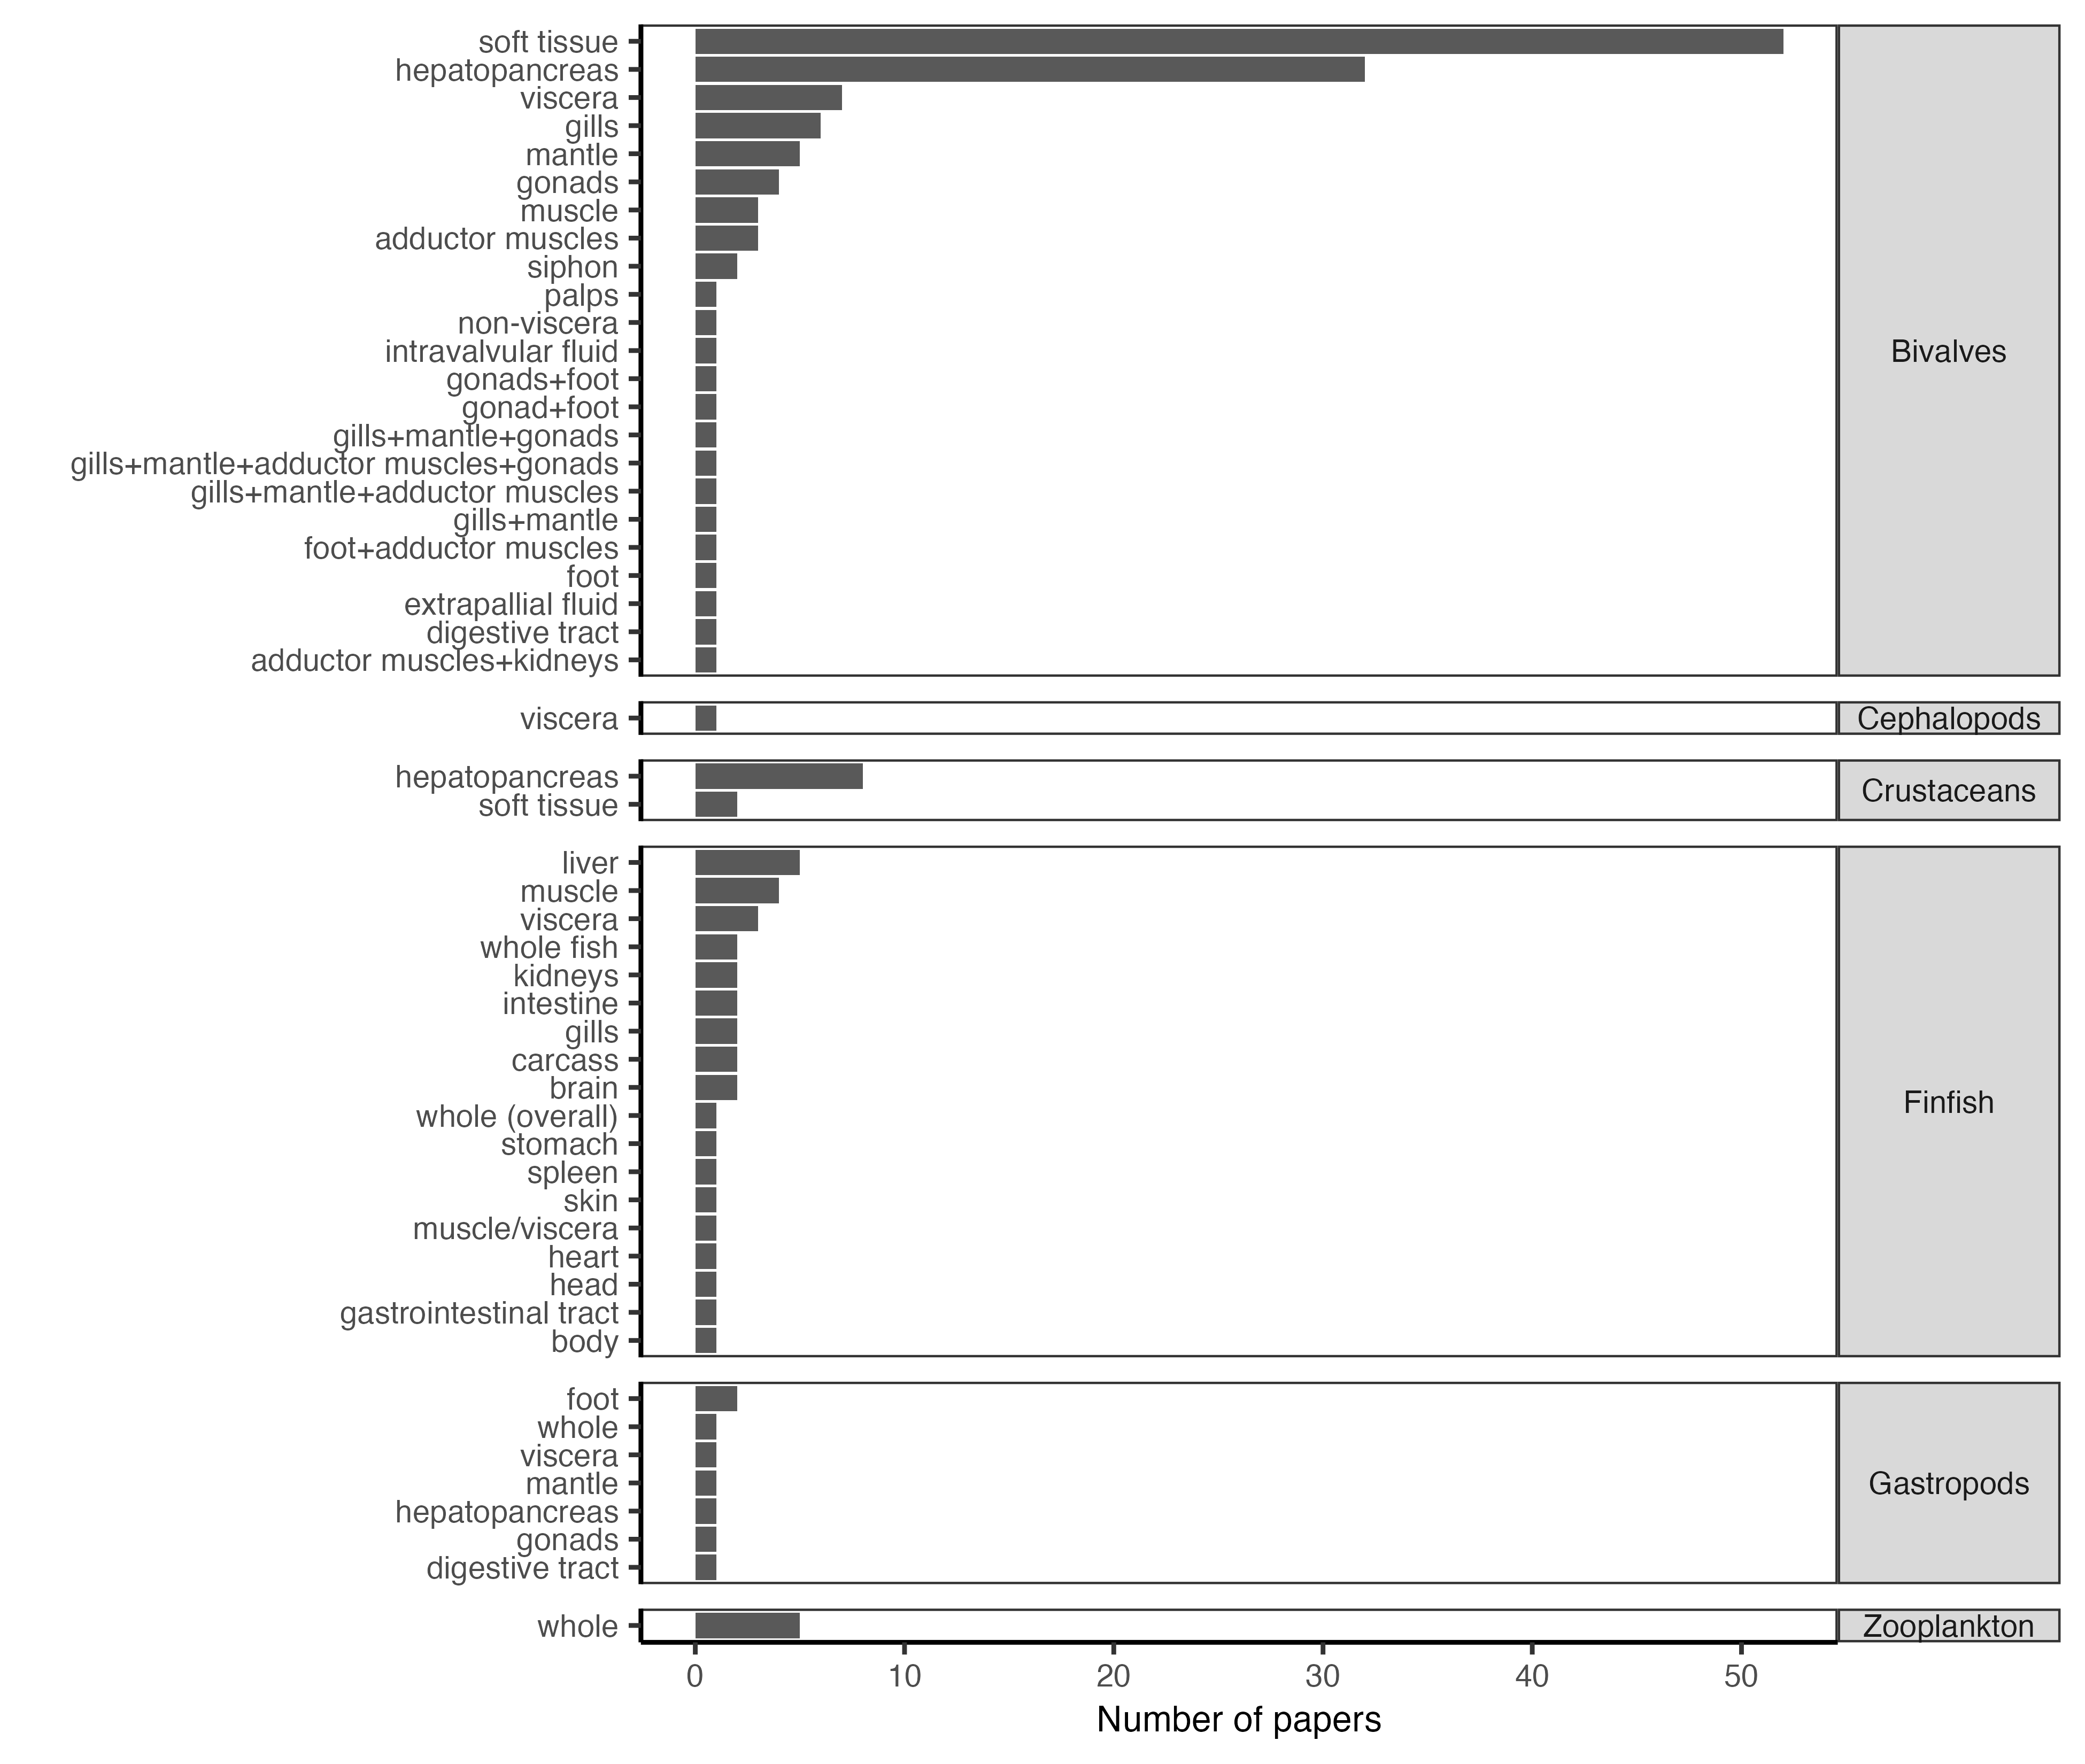 soft tissue
hepatopancreas
viscera
gills
mantle
gonads
muscle
adductor muscles
siphon
palps
non-viscera
intravalvular fluid
gonads+foot
gonad+foot
gills+mantle+gonads
gills+mantle+adductor muscles+gonads
gills+mantle+adductor muscles
gills+mantle
foot+adductor muscles
foot
extrapallial fluid
digestive tract
adductor muscles+kidneys
Bivalves
viscera
Cephalopods
hepatopancreas
soft tissue
Crustaceans
liver
muscle
viscera
whole fish
kidneys
intestine
gills
carcass
brain
whole (overall)
stomach
spleen
skin
muscle/viscera
heart
head
gastrointestinal tract
body
Finfish
foot
whole
viscera
mantle
hepatopancreas
gonads
digestive tract
Gastropods
whole
Zooplankton
0 10 20 30 40 50
Number of papers